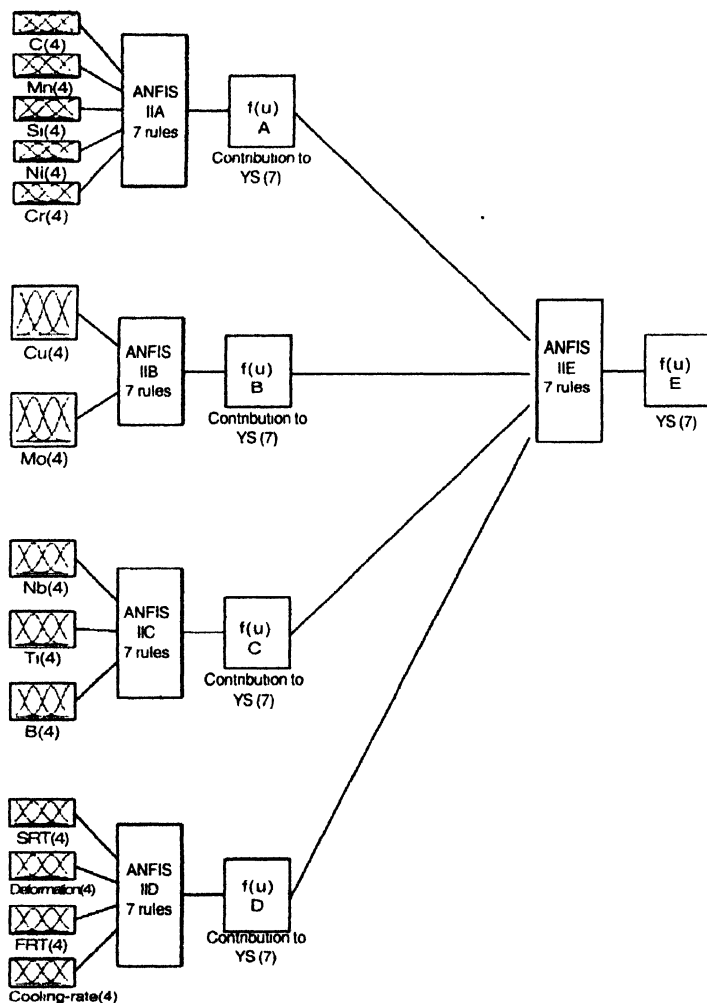 C(4)
Mn(4)
Si(4)
Ni(4)
Cr(4)
ANFIS
IIA
7 rules
f(u)
A
Contribution to
YS (7)
Cu(4)
Mo(4)
ANFIS
IIB
7 rules
f(u)
B
Contribution to
YS (7)
Nb(4)
Ti(4)
B(4)
ANFIS
IIC
7 rules
f(u)
C
Contribution to
YS (7)
SRT(4)
Deformation(4)
FRT(4)
Cooling-rate(4)
ANFIS
IID
7 rules
f(u)
D
Contribution to
YS (7)
ANFIS
IIE
7 rules
f(u)
E
YS (7)